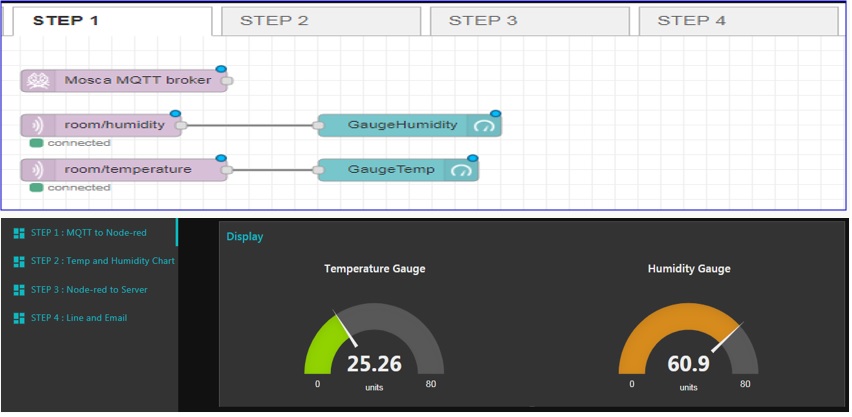 STEP 1 STEP 2 STEP 3 STEP 4
Mosca MQTT broker
room/humidity GaugeHumidity
connected
room/temperature GaugeTemp
connected
STEP 1 : MQTT to Node-red
STEP 2 : Temp and Humidity Chart
STEP 3 : Node-red to Server
STEP 4 : Line and Email
Display
Temperature Gauge
25.26
0 units 80
Humidity Gauge
60.9
0 units 80